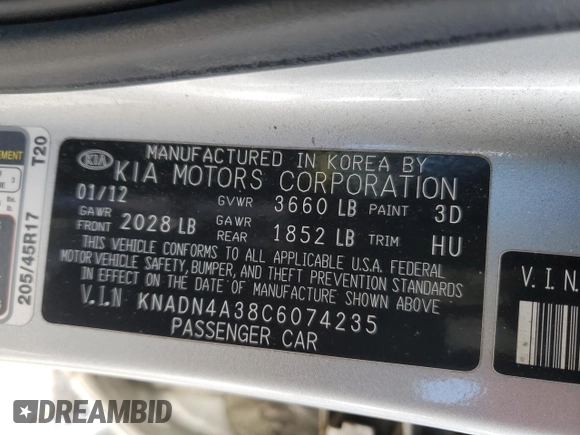 EMENT
T20
205/45R17
MANUFACTURED IN KOREA BY
KIA
KIA MOTORS CORPORATION
01/12 GVWR 3660 LB PAINT 3D
GAWR FRONT 2028 LB GAWR REAR 1852 LB TRIM HU
THIS VEHICLE CONFORMS TO ALL APPLICABLE U.S.A. FEDERAL
MOTOR VEHICLE SAFETY, BUMPER, AND THEFT PREVENTION STANDARDS
IN EFFECT ON THE DATE OF MANUFACTURE SHOWN ABOVE
V.I.N KNADN4A38C6074235
PASSENGER CAR
V.I.N.
DREAMBID